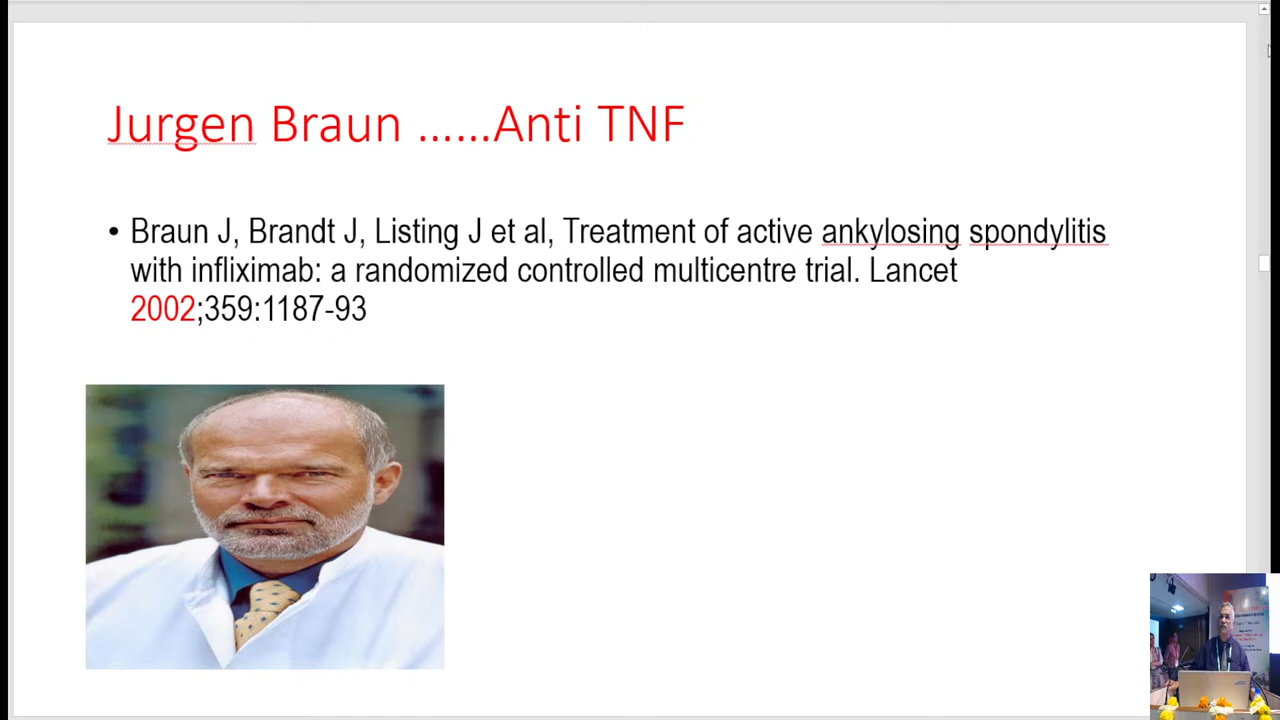 Jurgen Braun ......Anti TNF
• Braun J, Brandt J, Listing J et al, Treatment of active ankylosing spondylitis
with infliximab: a randomized controlled multicentre trial. Lancet
2002;359:1187-93